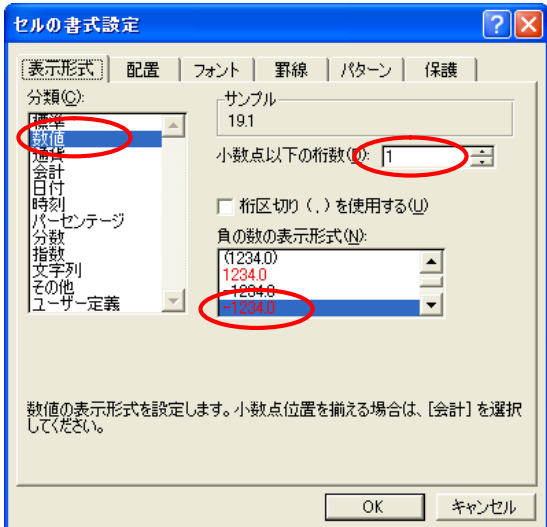 セルの書式設定
表示形式 配置 フォント 罫線 パターン 保護
分類(C):
標準
数値
通貨
会計
日付
時刻
パーセンテージ
分数
指数
文字列
その他
ユーザー定義
サンプル
19.1
小数点以下の桁数(D): 1
桁区切り(,)を使用する(U)
負の数の表示形式(N):
(1234.0)
1234.0
-1234.0
-1234.0
数値の表示形式を設定します。小数点位置を揃える場合は、[会計]を選択
してください。
OK キャンセル